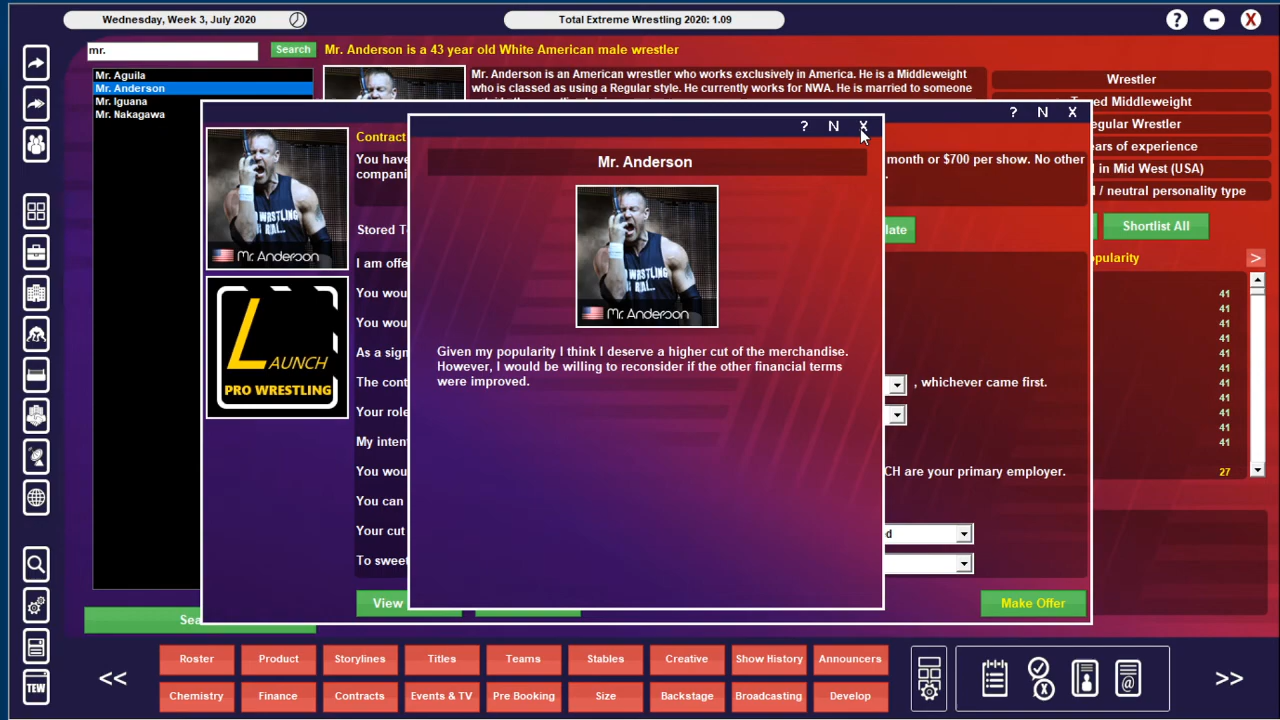 Wednesday, Week 3, July 2020
Total Extreme Wrestling 2020: 1.09
?
X
mr.
Search
Mr. Anderson is a 43 year old White American male wrestler
Mr. Aguila
Mr. Anderson
Mr. Iguana
Mr. Nakagawa
Mr. Anderson is an American wrestler who works exclusively in America. He is a Middleweight
who is classed as using a Regular style. He currently works for NWA. He is married to someone
Wrestler
Middleweight
Regular Wrestler
years of experience
in Mid West (USA)
/ neutral personality type
Shortlist All
>
41
41
41
41
41
41
41
41
41
41
41
27
? N X
Contract
You have
compani
month or $700 per show. No other
Stored T
late
I am offe
You wou
You wou
As a sign
The cont
, whichever came first.
Your role
My inten
You wou
CH are your primary employer.
You can
Your cut
d
To sweet
View
Make Offer
Mr. Anderson
LAUNCH
PRO WRESTLING
? N X
Mr. Anderson
Mr. Anderson
Given my popularity I think I deserve a higher cut of the merchandise.
However, I would be willing to reconsider if the other financial terms
were improved.
Sea
<<
Roster
Product
Storylines
Titles
Teams
Stables
Creative
Show History
Announcers
Chemistry
Finance
Contracts
Events & TV
Pre Booking
Size
Backstage
Broadcasting
Develop
>>
TEW